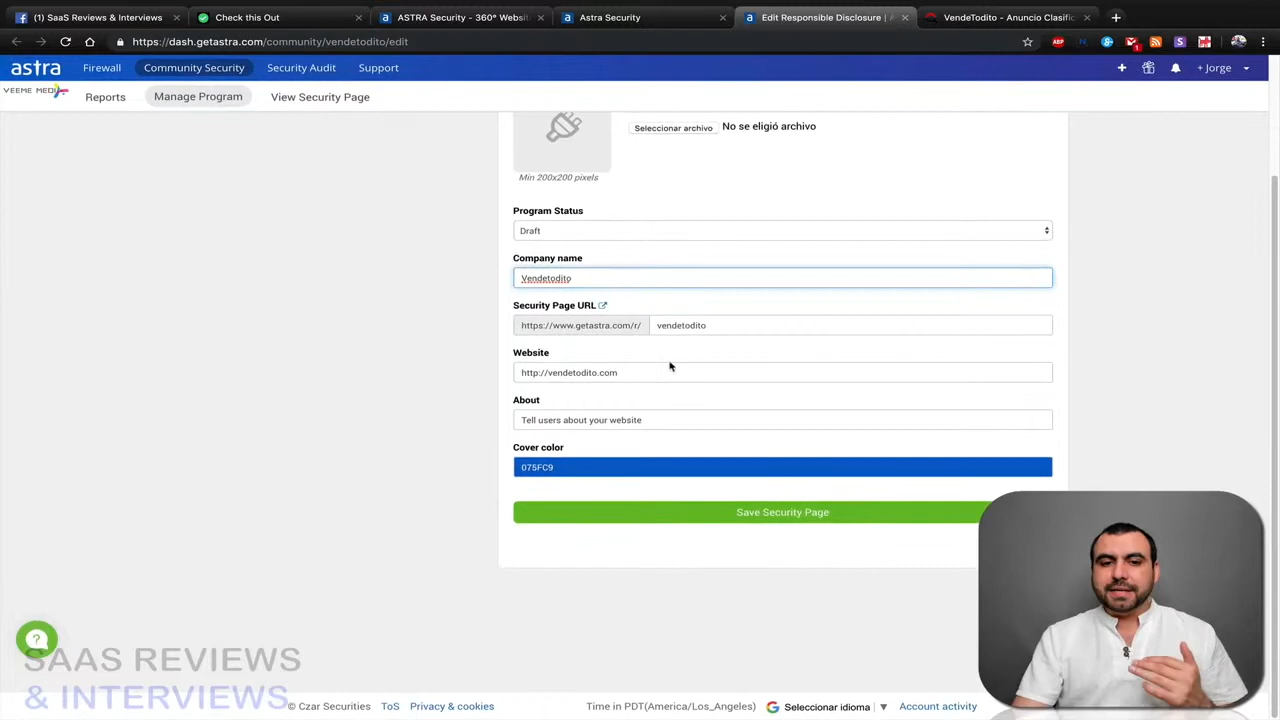 (1) SaaS Reviews & Interviews
Check this Out
ASTRA Security - 360° Websit
Astra Security
Edit Responsible Disclosure | A
VendeTodito - Anuncio Clasific
https://dash.getastra.com/community/vendetodito/edit
ABP
1
astra
Firewall
Community Security
Security Audit
Support
+ Jorge
VEEME MEDIA
Reports
Manage Program
View Security Page
Seleccionar archivo
No se eligió archivo
Min 200x200 pixels
Program Status
Draft
Company name
Vendetodito
Security Page URL
https://www.getastra.com/r/
vendetodito
Website
http://vendetodito.com
About
Tell users about your website
Cover color
075FC9
Save Security Page
SAAS REVIEWS
& INTERVIEWS
© Czar Securities
ToS
Privacy & cookies
Time in PDT(America/Los_Angeles)
Seleccionar idioma
Account activity